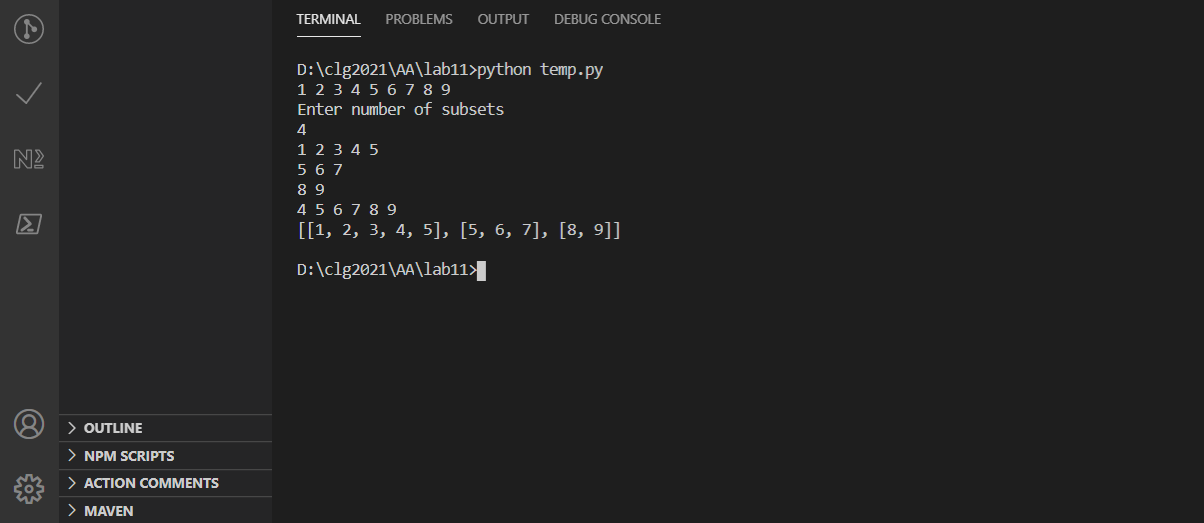 TERMINAL PROBLEMS OUTPUT DEBUG CONSOLE
D:\clg2021\AA\lab11>python temp.py
1 2 3 4 5 6 7 8 9
Enter number of subsets
4
1 2 3 4 5
5 6 7
8 9
4 5 6 7 8 9
[[1, 2, 3, 4, 5], [5, 6, 7], [8, 9]]
D:\clg2021\AA\lab11>
OUTLINE
NPM SCRIPTS
ACTION COMMENTS
MAVEN